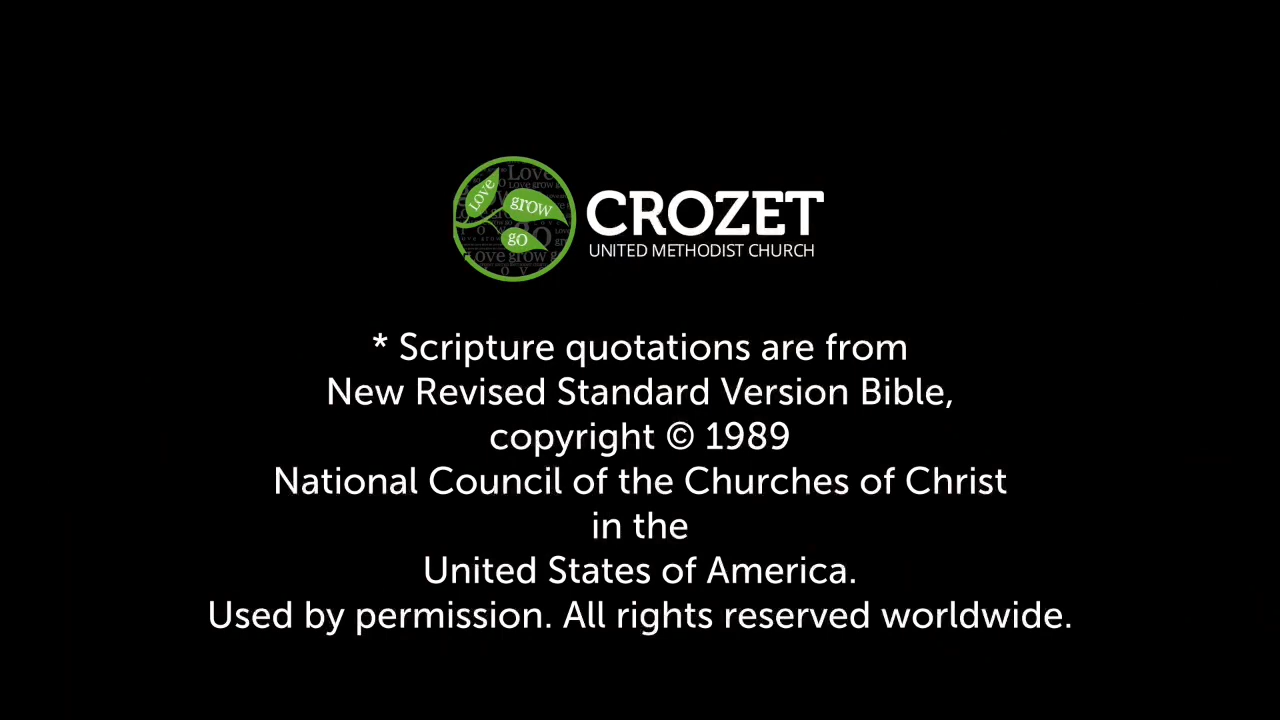 Love
grow
go
CROZET
UNITED METHODIST CHURCH
* Scripture quotations are from
New Revised Standard Version Bible,
copyright © 1989
National Council of the Churches of Christ
in the
United States of America.
Used by permission. All rights reserved worldwide.